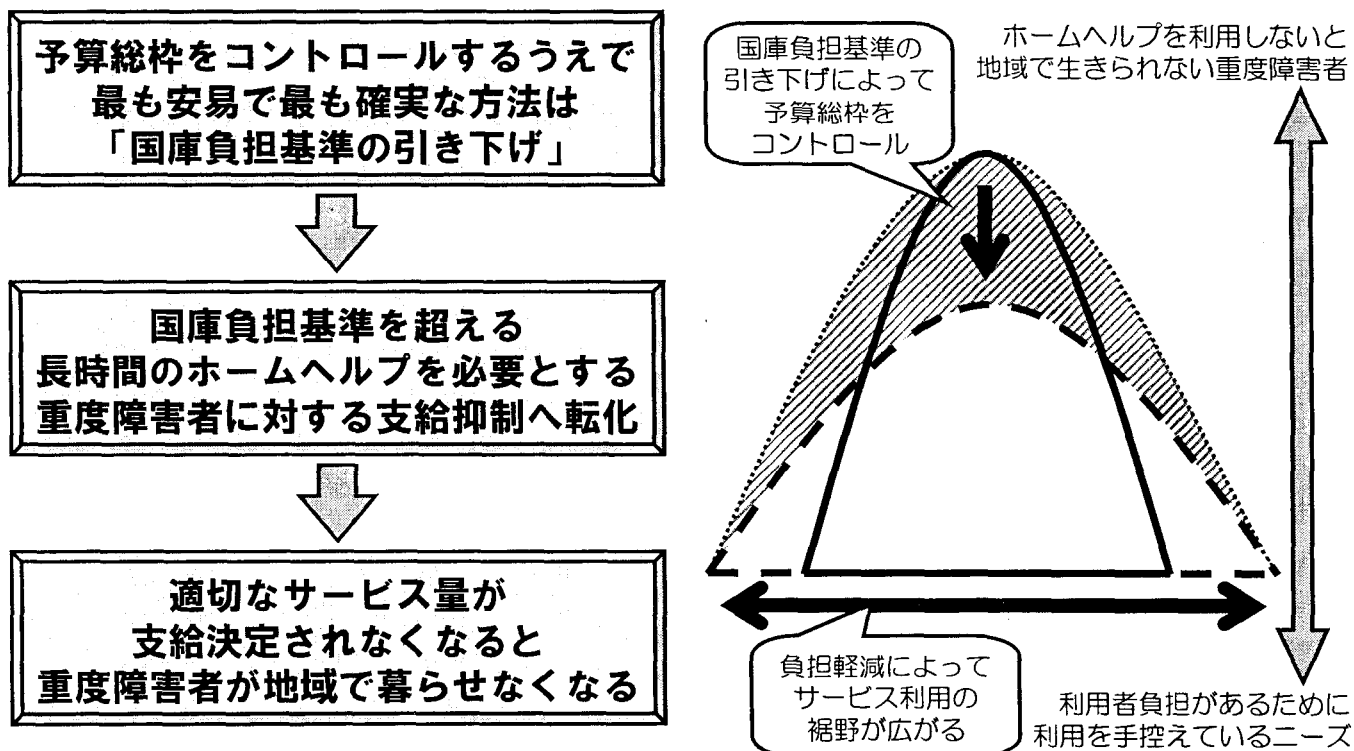 予算総枠をコントロールするうえで
最も安易で最も確実な方法は
「国庫負担基準の引き下げ」
国庫負担基準を超える
長時間のホームヘルプを必要とする
重度障害者に対する支給抑制へ転化
適切なサービス量が
支給決定されなくなると
重度障害者が地域で暮らせなくなる
国庫負担基準の
引き下げによって
予算総枠を
コントロール
ホームヘルプを利用しないと
地域で生きられない重度障害者
負担軽減によって
サービス利用の
裾野が広がる
利用者負担があるために
利用を手控えているニーズ